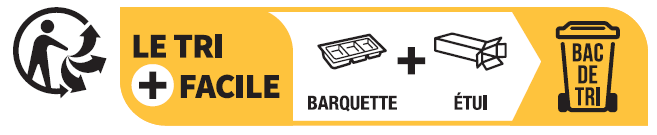 LE TRI
+ FACILE
BARQUETTE
+
ÉTUI
BAC
DE
TRI